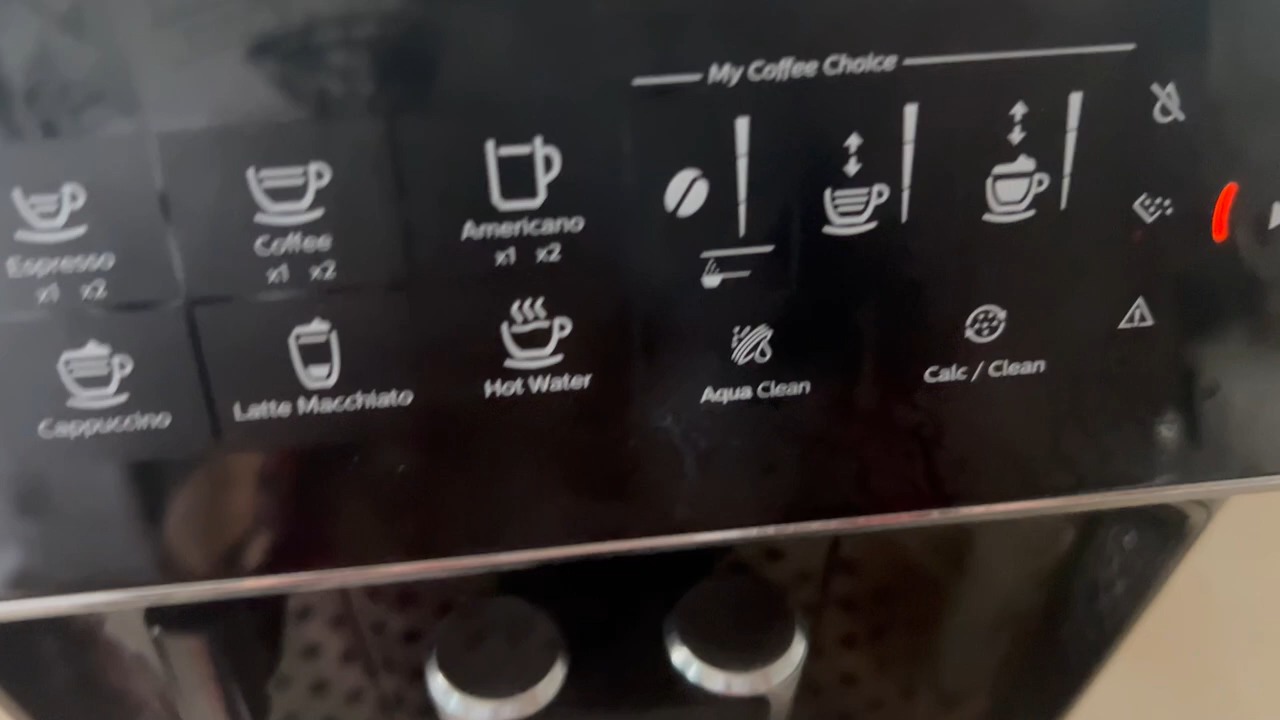 My Coffee Choice
Espresso
x1 x2
Coffee
x1 x2
Americano
x1 x2
Cappuccino
Latte Macchiato
Hot Water
Aqua Clean
Calc / Clean